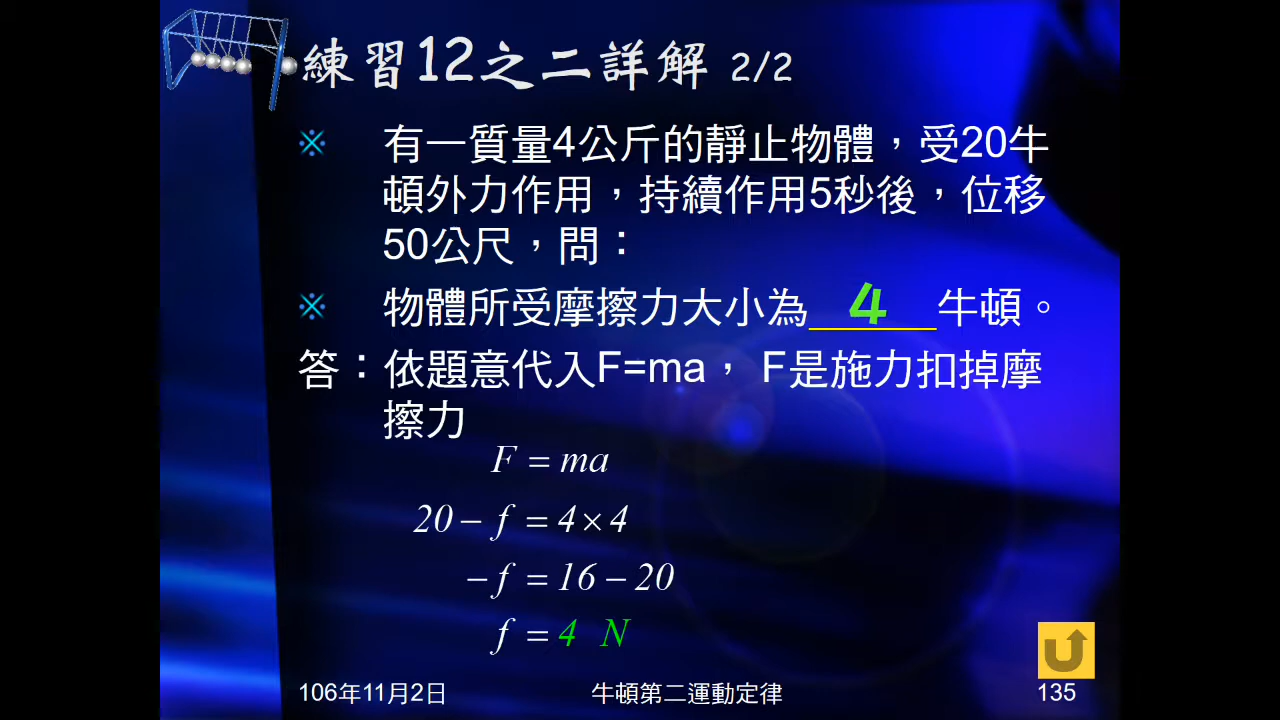 練習12之二詳解 2/2
※ 有一質量4公斤的靜止物體，受20牛
頓外力作用，持續作用5秒後，位移
50公尺，問：
※ 物體所受摩擦力大小為 4 牛頓。
答：依題意代入F=ma， F是施力扣掉摩
擦力
F = ma
20 − f = 4 × 4
− f = 16 − 20
f = 4 N
106年11月2日 牛頓第二運動定律 135